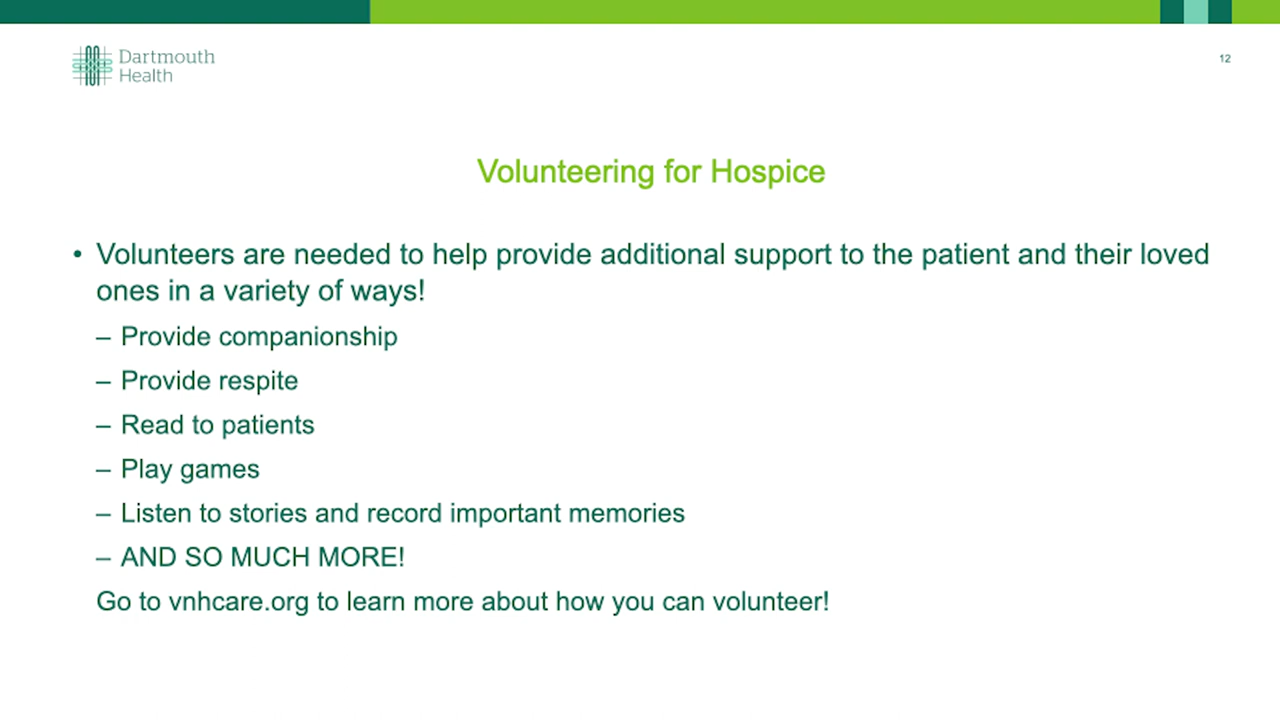 Dartmouth
Health
12
Volunteering for Hospice
• Volunteers are needed to help provide additional support to the patient and their loved
ones in a variety of ways!
– Provide companionship
– Provide respite
– Read to patients
– Play games
– Listen to stories and record important memories
– AND SO MUCH MORE!
Go to vnhcare.org to learn more about how you can volunteer!